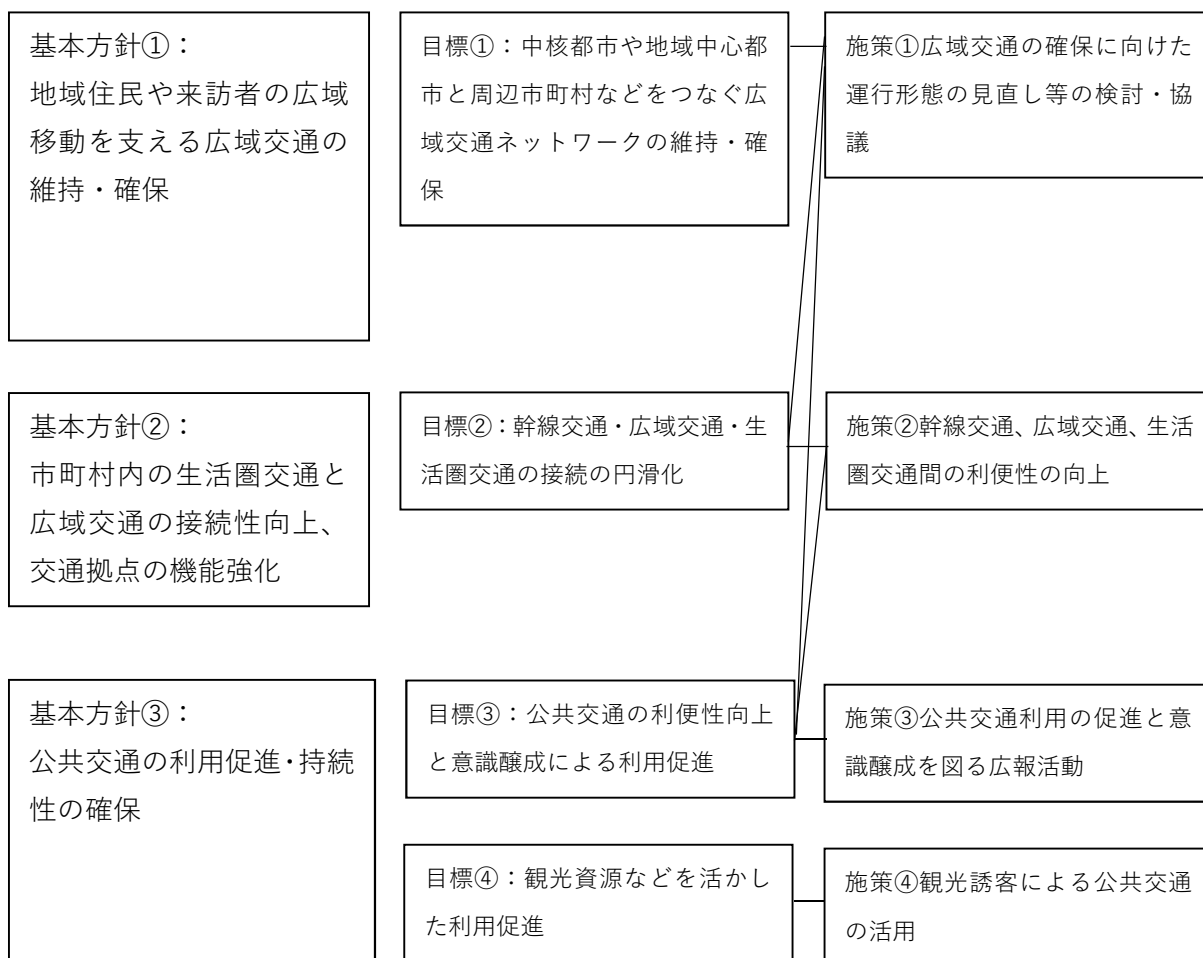 基本方針①:
地域住民や来訪者の広域
移動を支える広域交通の
維持・確保
目標①:中核都市や地域中心都
市と周辺市町村などをつなぐ広
域交通ネットワークの維持・確
保
施策①広域交通の確保に向けた
運行形態の見直し等の検討・協
議
基本方針②:
市町村内の生活圏交通と
広域交通の接続性向上、
交通拠点の機能強化
目標②:幹線交通・広域交通・生
活圏交通の接続の円滑化
施策②幹線交通、広域交通、生活
圏交通間の利便性の向上
基本方針③:
公共交通の利用促進・持続
性の確保
目標③:公共交通の利便性向上
と意識醸成による利用促進
施策③公共交通利用の促進と意
識醸成を図る広報活動
目標④:観光資源などを活かし
た利用促進
施策④観光誘客による公共交通
の活用